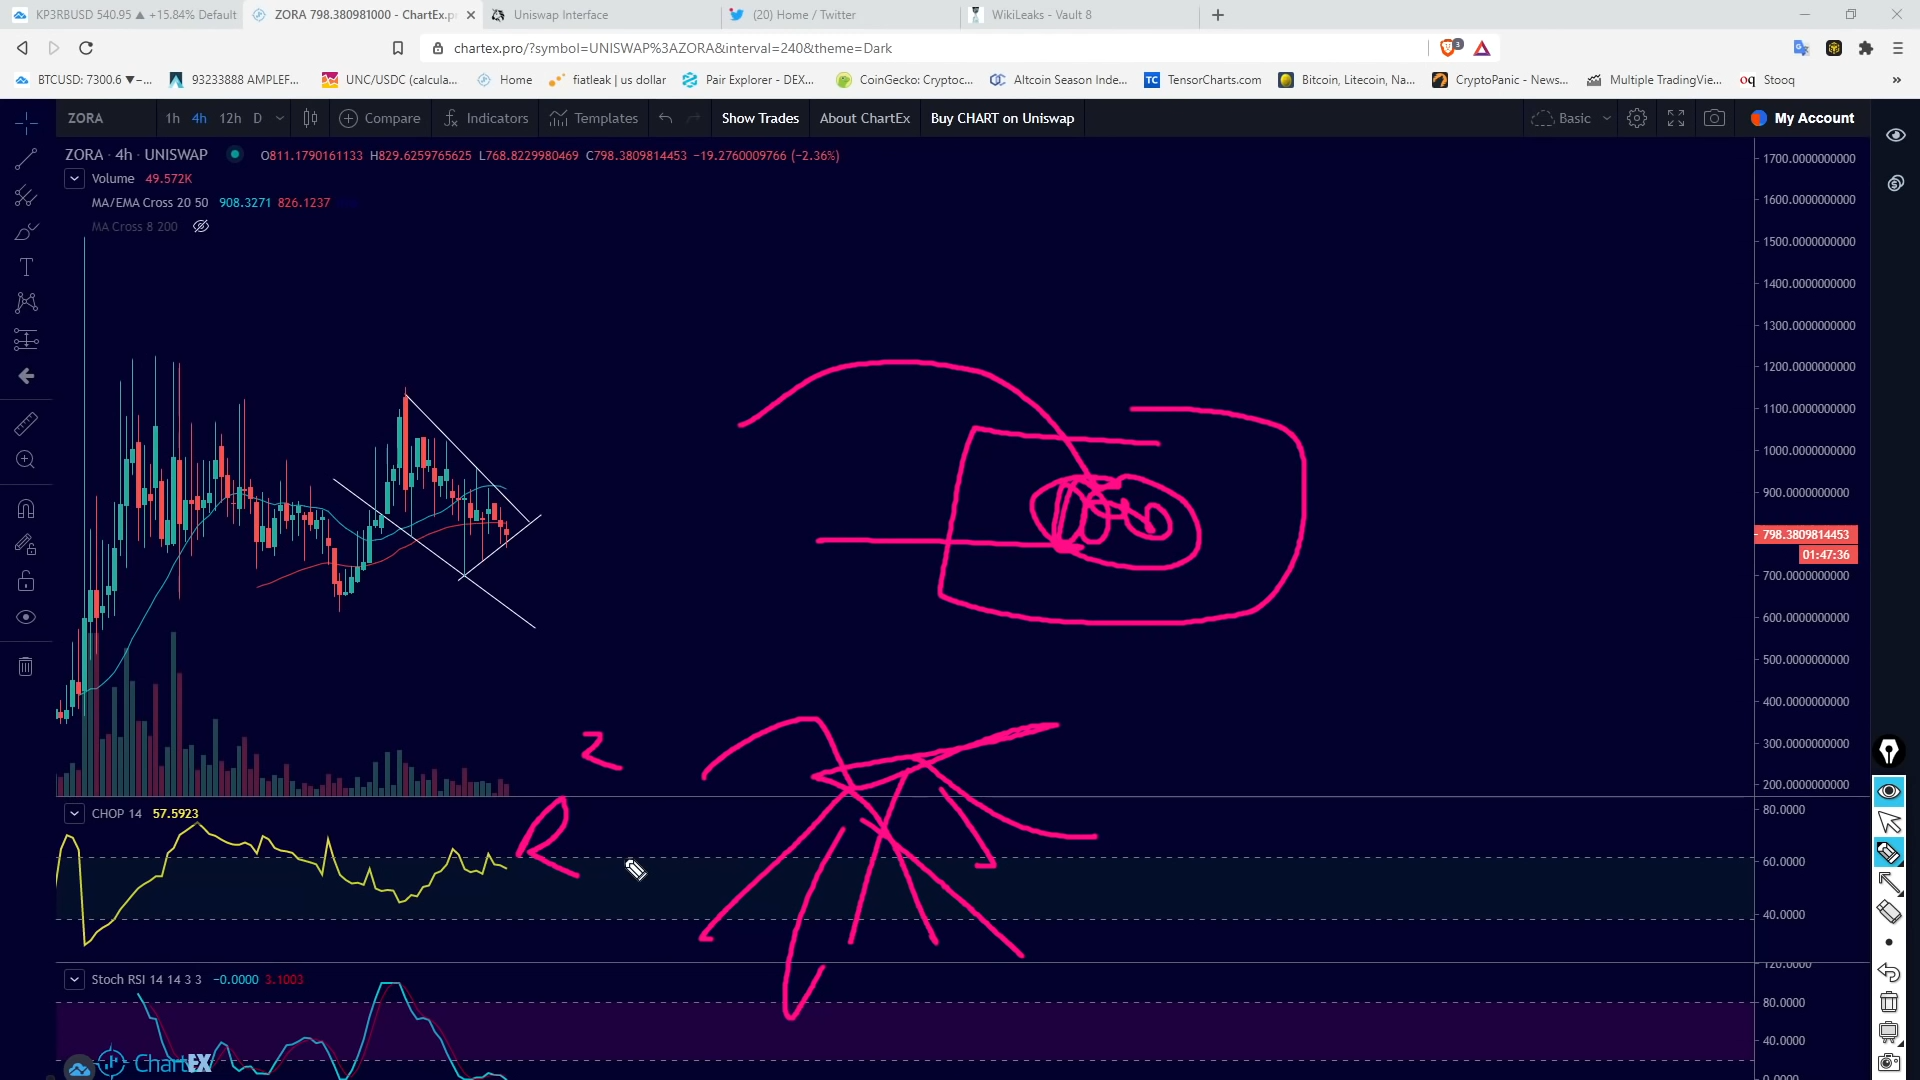 KP3RBUSD 540.95 ▲ +15.84% Default
ZORA 798.380981000 - ChartEx.p
Uniswap Interface
(20) Home / Twitter
WikiLeaks - Vault 8
chartex.pro/?symbol=UNISWAP%3AZORA&interval=240&theme=Dark
3
BTCUSD: 7300.6 ▼−...
93233888 AMPLEF...
UNC/USDC (calcula...
Home
fiatleak | us dollar
Pair Explorer - DEX...
CoinGecko: Cryptoc...
Altcoin Season Inde...
TC TensorCharts.com
Bitcoin, Litecoin, Na...
CryptoPanic - News...
Multiple TradingVie...
oq Stooq
»
ZORA
1h 4h 12h D
Compare
Indicators
Templates
Show Trades
About ChartEx
Buy CHART on Uniswap
Basic
My Account
ZORA · 4h · UNISWAP
O811.1790161133 H829.6259765625 L768.8229980469 C798.3809814453 −19.2760009766 (−2.36%)
Volume 49.572K
MA/EMA Cross 20 50 908.3271 826.1237
MA Cross 8 200
1700.0000000000
1600.0000000000
1500.0000000000
1400.0000000000
1300.0000000000
1200.0000000000
1100.0000000000
1000.0000000000
900.0000000000
798.3809814453
01:47:36
700.0000000000
600.0000000000
500.0000000000
400.0000000000
300.0000000000
200.0000000000
CHOP 14 57.5923
80.0000
60.0000
40.0000
R
Stoch RSI 14 14 3 3 −0.0000 3.1003
120.0000
80.0000
40.0000
0.0000
ChartEX